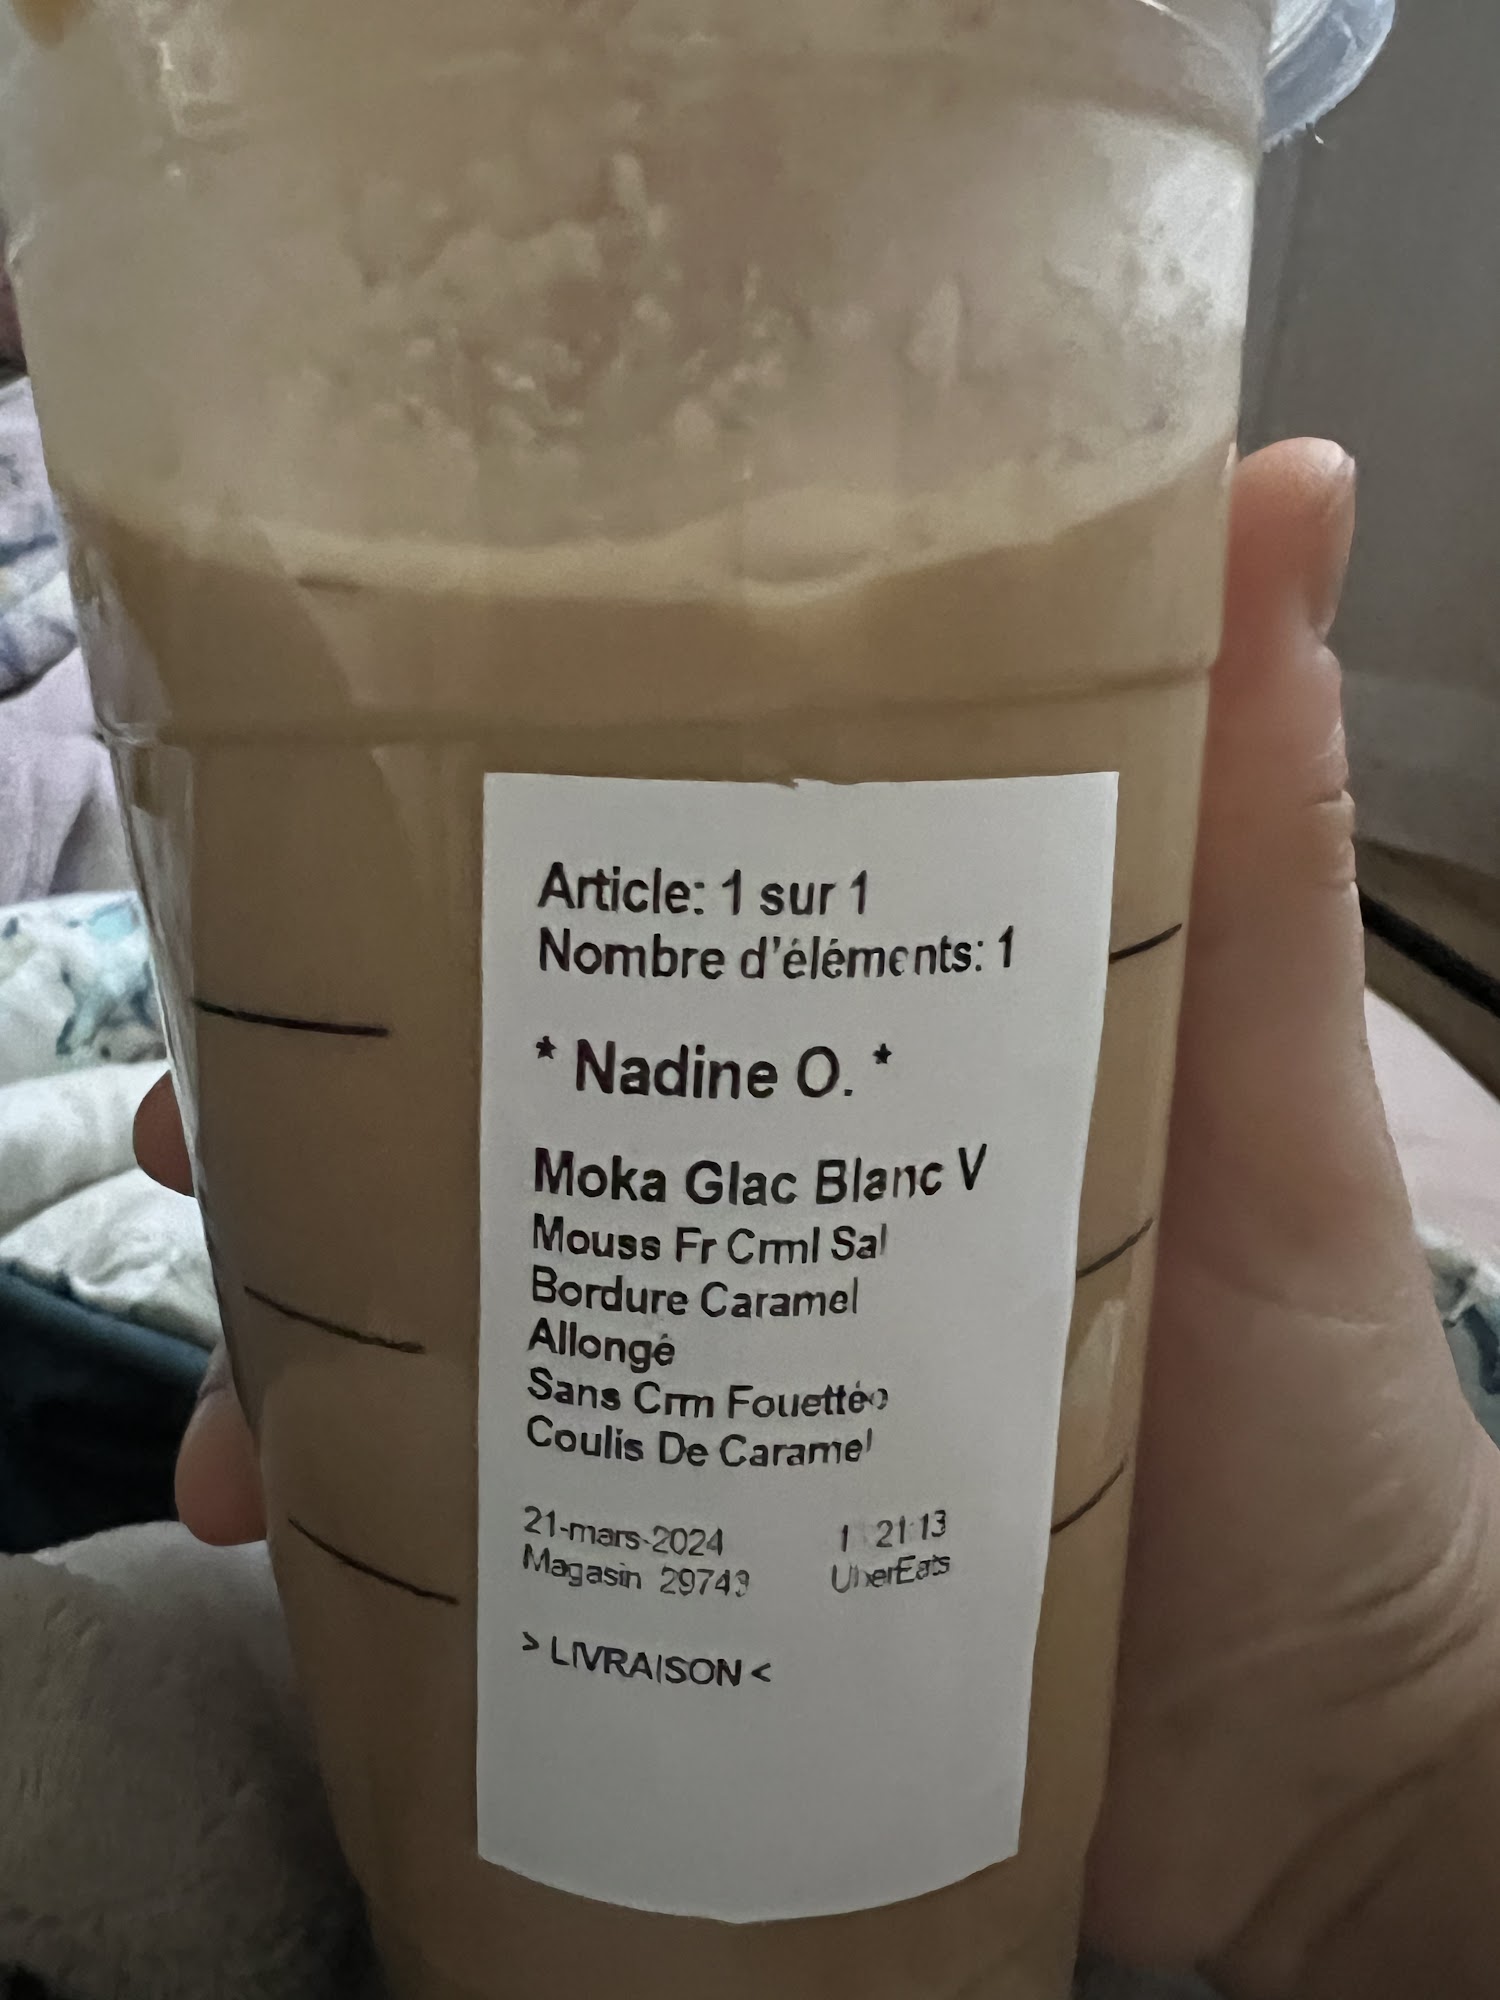 Article: 1 sur 1
Nombre d'éléments: 1
* Nadine O. *
Moka Glac Blanc V
Mouss Fr Crml Sal
Bordure Caramel
Allongé
Sans Crm Fouettée
Coulis De Caramel
21-mars-2024 1 21:13
Magasin 29743 UberEats
> LIVRAISON <